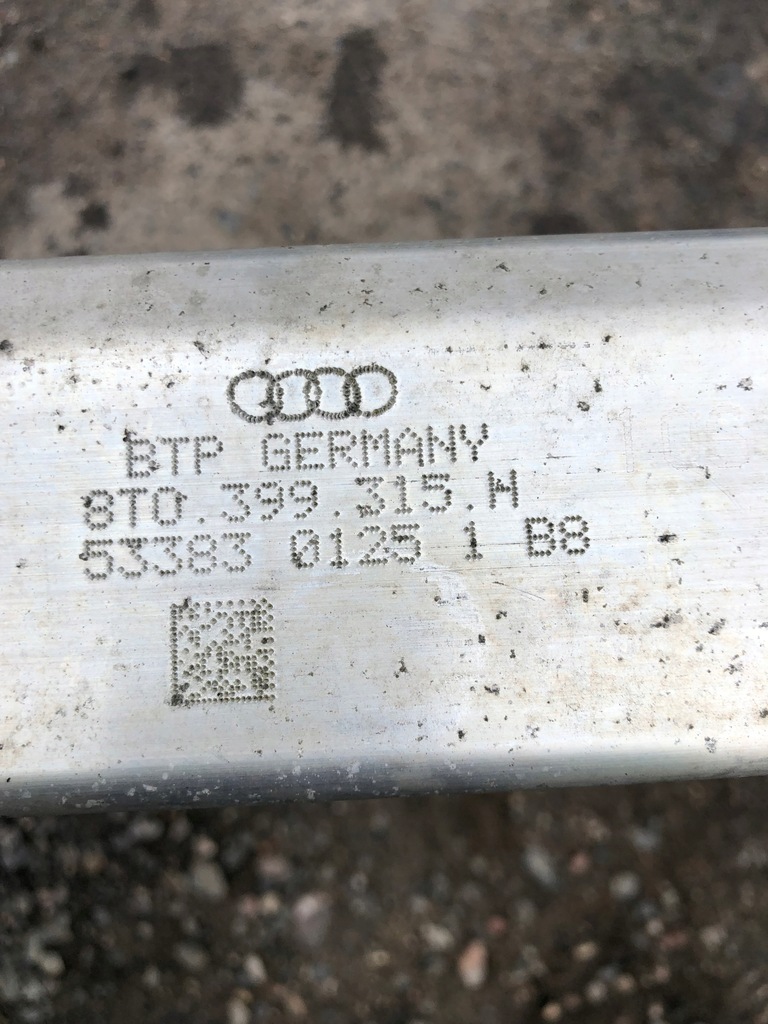 BTP GERMANY
8T0.399.315.N
53383 0125 1 B8